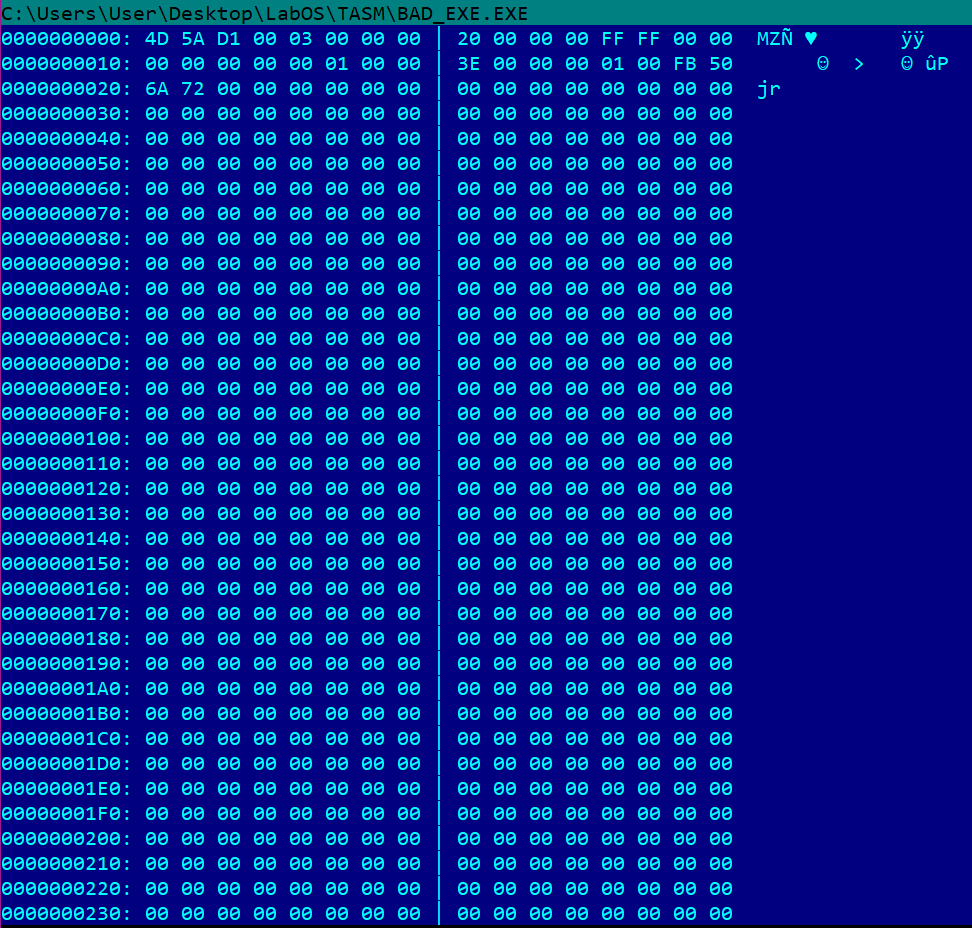 C:\Users\User\Desktop\LabOS\TASM\BAD_EXE.EXE
0000000000: 4D 5A D1 00 03 00 00 00 | 20 00 00 00 FF FF 00 00 MZÑ ♥ ÿÿ
0000000010: 00 00 00 00 00 01 00 00 | 3E 00 00 00 01 00 FB 50 ☺ > ☺ ûP
0000000020: 6A 72 00 00 00 00 00 00 | 00 00 00 00 00 00 00 00 jr
0000000030: 00 00 00 00 00 00 00 00 | 00 00 00 00 00 00 00 00
0000000040: 00 00 00 00 00 00 00 00 | 00 00 00 00 00 00 00 00
0000000050: 00 00 00 00 00 00 00 00 | 00 00 00 00 00 00 00 00
0000000060: 00 00 00 00 00 00 00 00 | 00 00 00 00 00 00 00 00
0000000070: 00 00 00 00 00 00 00 00 | 00 00 00 00 00 00 00 00
0000000080: 00 00 00 00 00 00 00 00 | 00 00 00 00 00 00 00 00
0000000090: 00 00 00 00 00 00 00 00 | 00 00 00 00 00 00 00 00
00000000A0: 00 00 00 00 00 00 00 00 | 00 00 00 00 00 00 00 00
00000000B0: 00 00 00 00 00 00 00 00 | 00 00 00 00 00 00 00 00
00000000C0: 00 00 00 00 00 00 00 00 | 00 00 00 00 00 00 00 00
00000000D0: 00 00 00 00 00 00 00 00 | 00 00 00 00 00 00 00 00
00000000E0: 00 00 00 00 00 00 00 00 | 00 00 00 00 00 00 00 00
00000000F0: 00 00 00 00 00 00 00 00 | 00 00 00 00 00 00 00 00
0000000100: 00 00 00 00 00 00 00 00 | 00 00 00 00 00 00 00 00
0000000110: 00 00 00 00 00 00 00 00 | 00 00 00 00 00 00 00 00
0000000120: 00 00 00 00 00 00 00 00 | 00 00 00 00 00 00 00 00
0000000130: 00 00 00 00 00 00 00 00 | 00 00 00 00 00 00 00 00
0000000140: 00 00 00 00 00 00 00 00 | 00 00 00 00 00 00 00 00
0000000150: 00 00 00 00 00 00 00 00 | 00 00 00 00 00 00 00 00
0000000160: 00 00 00 00 00 00 00 00 | 00 00 00 00 00 00 00 00
0000000170: 00 00 00 00 00 00 00 00 | 00 00 00 00 00 00 00 00
0000000180: 00 00 00 00 00 00 00 00 | 00 00 00 00 00 00 00 00
0000000190: 00 00 00 00 00 00 00 00 | 00 00 00 00 00 00 00 00
00000001A0: 00 00 00 00 00 00 00 00 | 00 00 00 00 00 00 00 00
00000001B0: 00 00 00 00 00 00 00 00 | 00 00 00 00 00 00 00 00
00000001C0: 00 00 00 00 00 00 00 00 | 00 00 00 00 00 00 00 00
00000001D0: 00 00 00 00 00 00 00 00 | 00 00 00 00 00 00 00 00
00000001E0: 00 00 00 00 00 00 00 00 | 00 00 00 00 00 00 00 00
00000001F0: 00 00 00 00 00 00 00 00 | 00 00 00 00 00 00 00 00
0000000200: 00 00 00 00 00 00 00 00 | 00 00 00 00 00 00 00 00
0000000210: 00 00 00 00 00 00 00 00 | 00 00 00 00 00 00 00 00
0000000220: 00 00 00 00 00 00 00 00 | 00 00 00 00 00 00 00 00
0000000230: 00 00 00 00 00 00 00 00 | 00 00 00 00 00 00 00 00